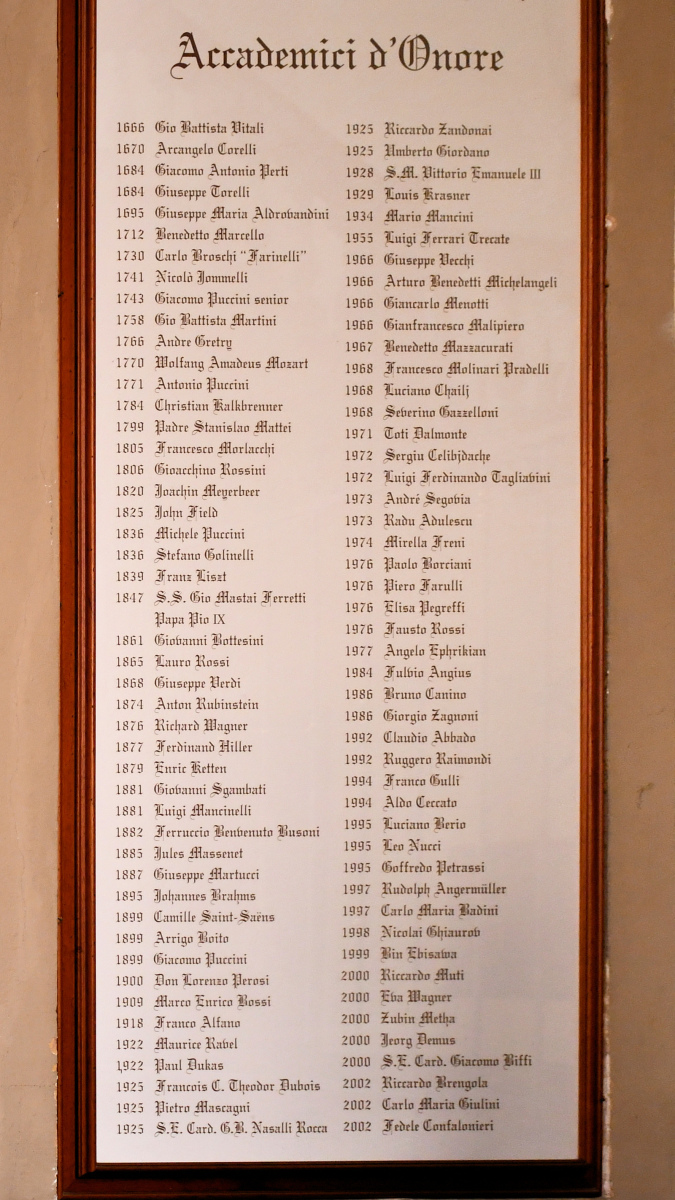 Accademici d'Onore
1666 Gio Battista Vitali
1670 Arcangelo Corelli
1684 Giacomo Antonio Perti
1684 Giuseppe Torelli
1695 Giuseppe Maria Aldrovandini
1712 Benedetto Marcello
1730 Carlo Broschi "Farinelli"
1741 Nicolò Jommelli
1743 Giacomo Puccini senior
1758 Gio Battista Martini
1766 Andre Gretry
1770 Wolfang Amadeus Mozart
1771 Antonio Puccini
1784 Christian Kalkbrenner
1799 Padre Stanislao Mattei
1805 Francesco Morlacchi
1806 Gioacchino Rossini
1820 Joachin Meyerbeer
1825 John Field
1836 Michele Puccini
1836 Stefano Golinelli
1839 Franz Liszt
1847 S.S. Gio Mastai Ferretti
Papa Pio IX
1861 Giovanni Bottesini
1865 Lauro Rossi
1868 Giuseppe Verdi
1874 Anton Rubinstein
1876 Richard Wagner
1877 Ferdinand Hiller
1879 Enric Ketten
1881 Giovanni Sgambati
1881 Luigi Mancinelli
1882 Ferruccio Benvenuto Busoni
1885 Jules Massenet
1887 Giuseppe Martucci
1895 Johannes Brahms
1899 Camille Saint-Saëns
1899 Arrigo Boito
1899 Giacomo Puccini
1900 Don Lorenzo Perosi
1909 Marco Enrico Bossi
1918 Franco Alfano
1922 Maurice Ravel
1922 Paul Dukas
1925 Francois C. Theodor Dubois
1925 Pietro Mascagni
1925 S.E. Card. G.B. Nasalli Rocca
1925 Riccardo Zandonai
1925 Umberto Giordano
1928 S.M. Vittorio Emanuele III
1929 Louis Krasner
1934 Mario Mancini
1955 Luigi Ferrari Trecate
1966 Giuseppe Vecchi
1966 Arturo Benedetti Michelangeli
1966 Giancarlo Menotti
1966 Gianfrancesco Malipiero
1967 Benedetto Mazzacurati
1968 Francesco Molinari Pradelli
1968 Luciano Chailj
1968 Severino Gazzelloni
1971 Toti Dalmonte
1972 Sergiu Celibjdache
1972 Luigi Ferdinando Tagliavini
1973 André Segovia
1973 Radu Adulescu
1974 Mirella Freni
1976 Paolo Borciani
1976 Piero Farulli
1976 Elisa Pegreffi
1976 Fausto Rossi
1977 Angelo Ephrikian
1984 Fulvio Angius
1986 Bruno Canino
1986 Giorgio Zagnoni
1992 Claudio Abbado
1992 Ruggero Raimondi
1994 Franco Gulli
1994 Aldo Ceccato
1995 Luciano Berio
1995 Leo Nucci
1995 Goffredo Petrassi
1997 Rudolph Angermüller
1997 Carlo Maria Badini
1998 Nicolai Ghiaurov
1999 Bin Ebisawa
2000 Riccardo Muti
2000 Eva Wagner
2000 Zubin Metha
2000 Jeorg Demus
2000 S.E. Card. Giacomo Biffi
2002 Riccardo Brengola
2002 Carlo Maria Giulini
2002 Fedele Confalonieri